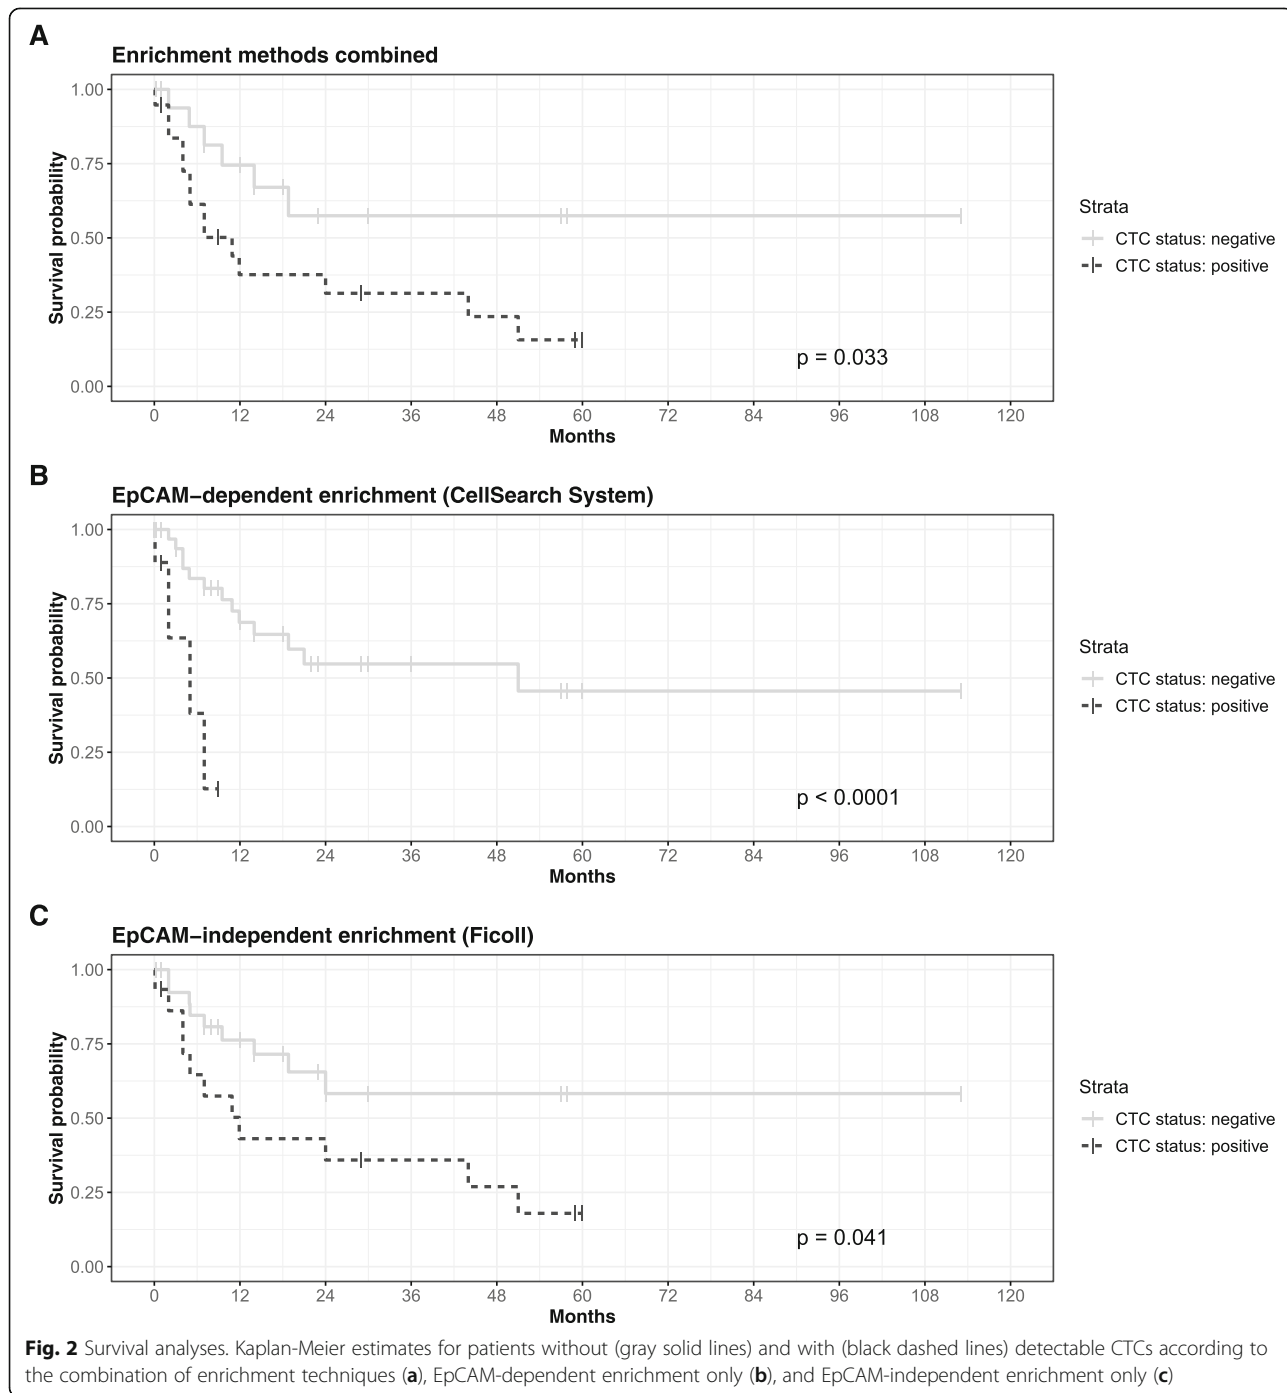 A
Enrichment methods combined
Survival probability
1.00
0.75
0.50
0.25
0.00
p = 0.033
0 12 24 36 48 60 72 84 96 108 120
Months
Strata
CTC status: negative
CTC status: positive
B
EpCAM−dependent enrichment (CellSearch System)
Survival probability
1.00
0.75
0.50
0.25
0.00
p < 0.0001
0 12 24 36 48 60 72 84 96 108 120
Months
Strata
CTC status: negative
CTC status: positive
C
EpCAM−independent enrichment (Ficoll)
Survival probability
1.00
0.75
0.50
0.25
0.00
p = 0.041
0 12 24 36 48 60 72 84 96 108 120
Months
Strata
CTC status: negative
CTC status: positive
Fig. 2 Survival analyses. Kaplan-Meier estimates for patients without (gray solid lines) and with (black dashed lines) detectable CTCs according to
the combination of enrichment techniques (a), EpCAM-dependent enrichment only (b), and EpCAM-independent enrichment only (c)